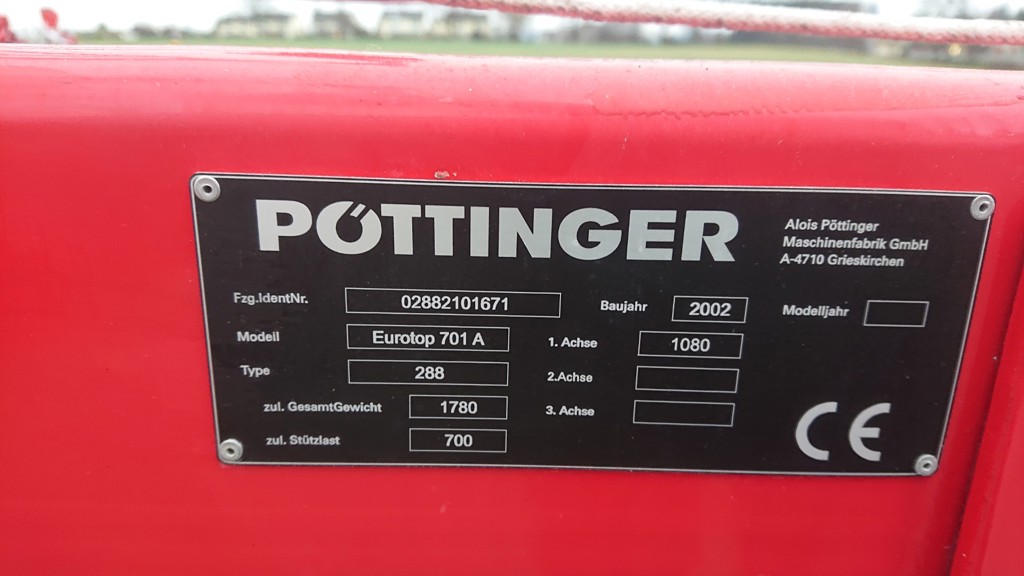 PÖTTINGER
Alois Pöttinger
Maschinenfabrik GmbH
A-4710 Grieskirchen
Fzg.IdentNr. 02882101671 Baujahr 2002 Modelljahr
Modell Eurotop 701 A 1. Achse 1080
Type 288 2.Achse
zul. GesamtGewicht 1780 3. Achse
zul. Stützlast 700
CE